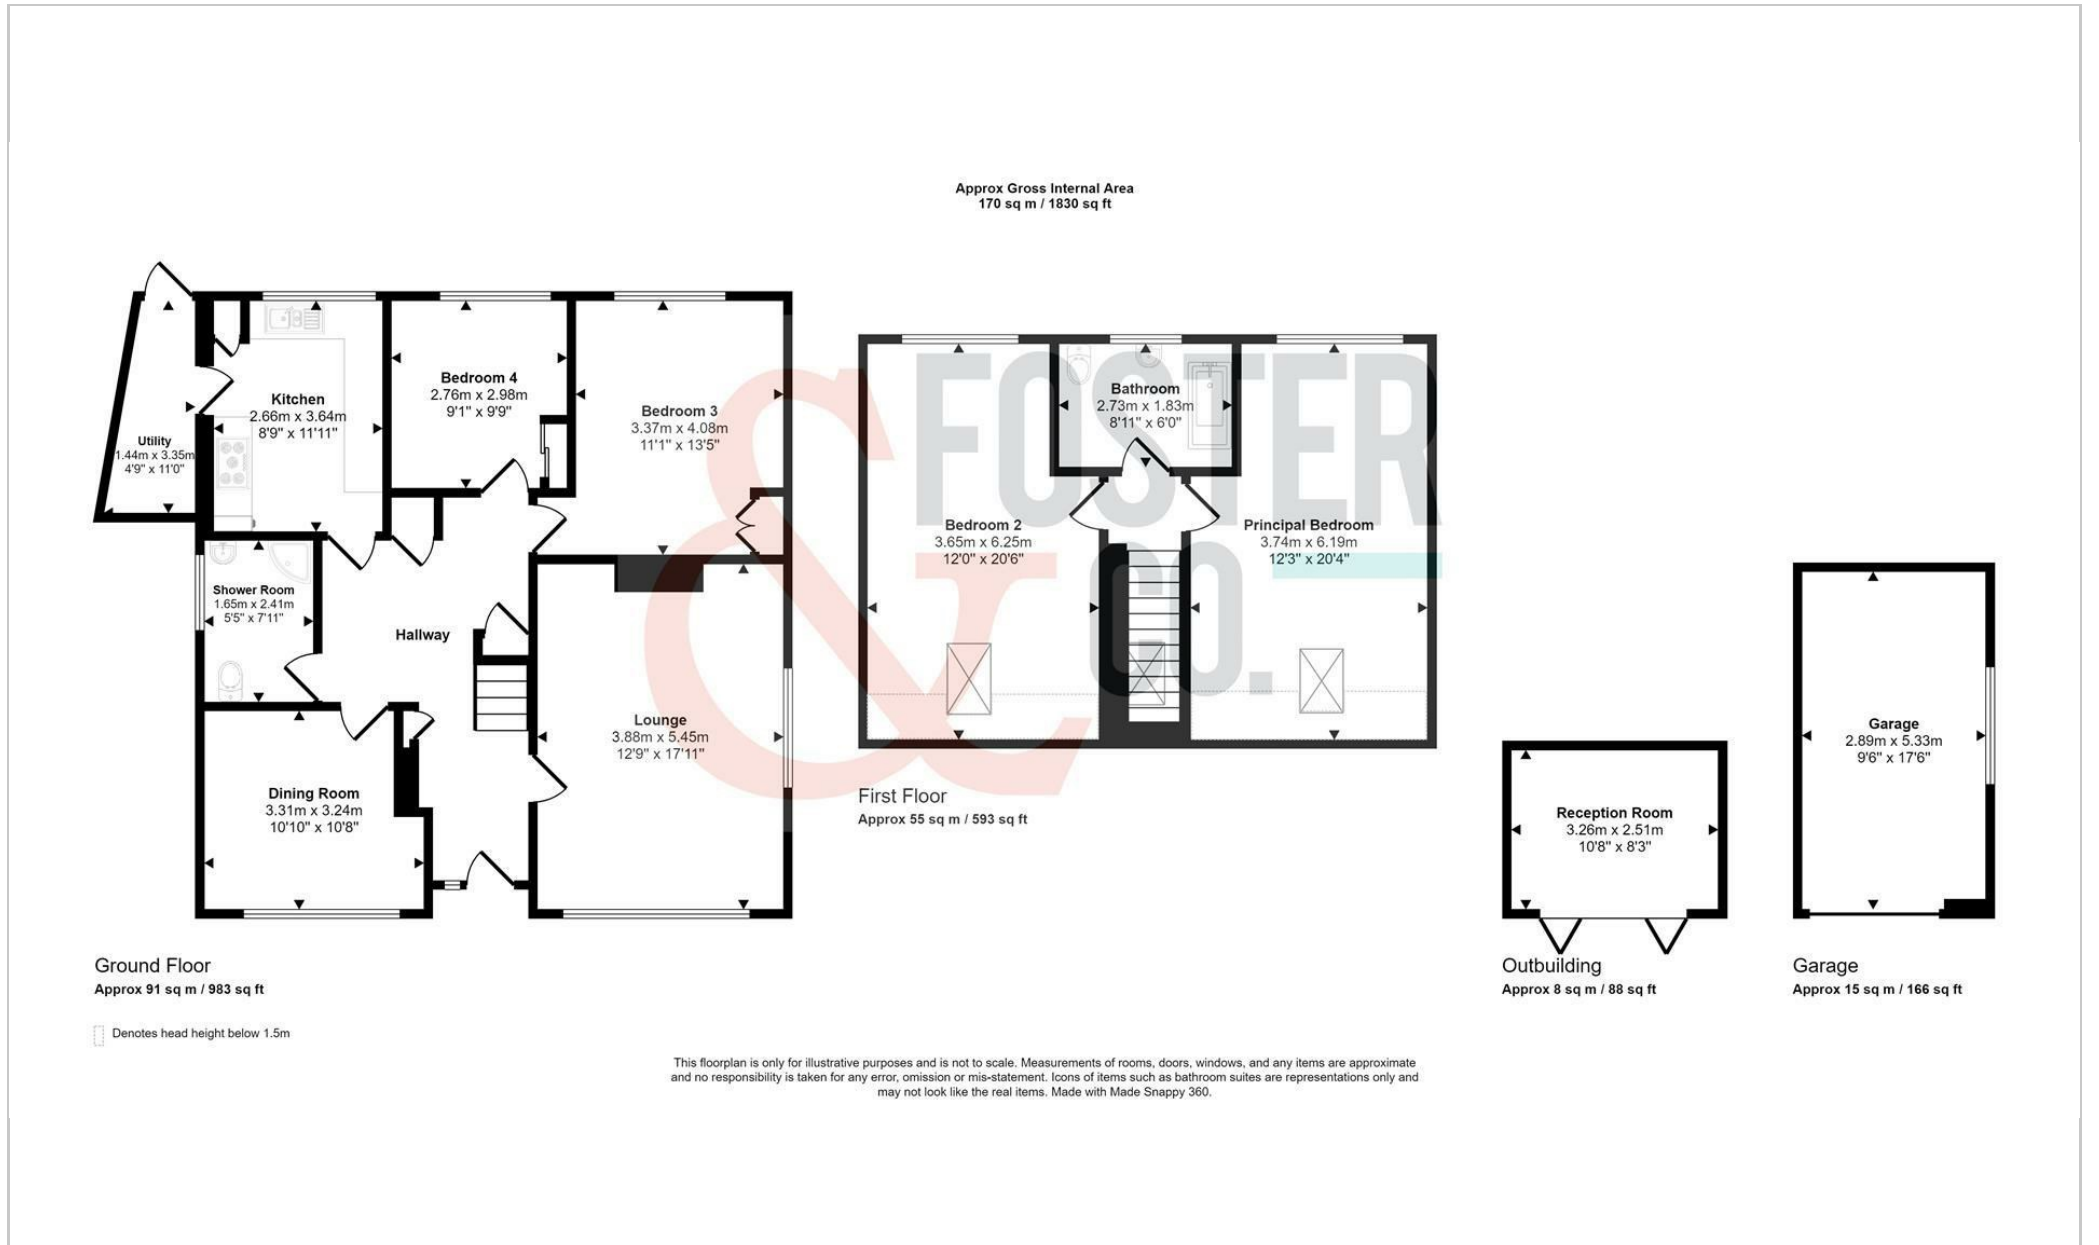 Approx Gross Internal Area
170 sq m / 1830 sq ft
Utility
1.44m x 3.35m
4'9" x 11'0"
Kitchen
2.66m x 3.64m
8'9" x 11'11"
Bedroom 4
2.76m x 2.98m
9'1" x 9'9"
Bedroom 3
3.37m x 4.08m
11'1" x 13'5"
Shower Room
1.65m x 2.41m
5'5" x 7'11"
Hallway
Lounge
3.88m x 5.45m
12'9" x 17'11"
Dining Room
3.31m x 3.24m
10'10" x 10'8"
Ground Floor
Approx 91 sq m / 983 sq ft
Denotes head height below 1.5m
&
FOSTER
CO.
Bathroom
2.73m x 1.83m
8'11" x 6'0"
Bedroom 2
3.65m x 6.25m
12'0" x 20'6"
Principal Bedroom
3.74m x 6.19m
12'3" x 20'4"
First Floor
Approx 55 sq m / 593 sq ft
Reception Room
3.26m x 2.51m
10'8" x 8'3"
Outbuilding
Approx 8 sq m / 88 sq ft
Garage
2.89m x 5.33m
9'6" x 17'6"
Garage
Approx 15 sq m / 166 sq ft
This floorplan is only for illustrative purposes and is not to scale. Measurements of rooms, doors, windows, and any items are approximate
and no responsibility is taken for any error, omission or mis-statement. Icons of items such as bathroom suites are representations only and
may not look like the real items. Made with Made Snappy 360.